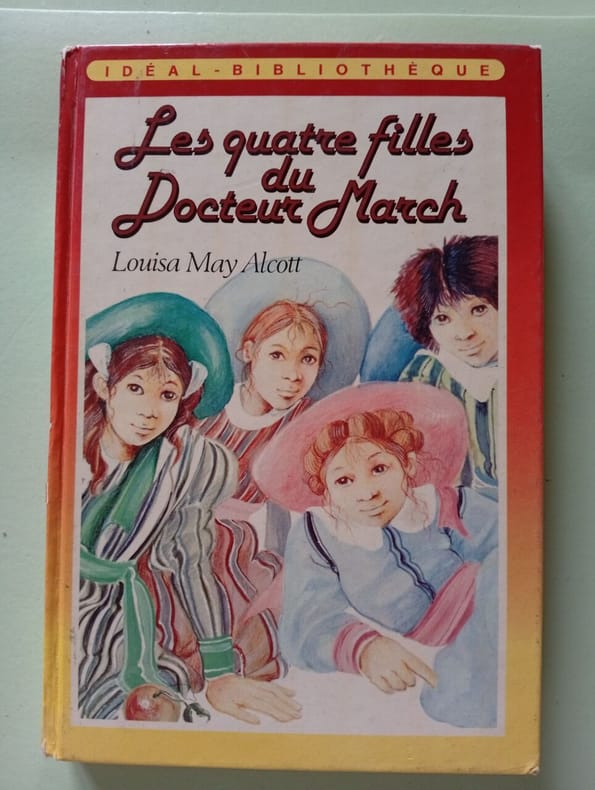 IDÉAL-BIBLIOTHÈQUE
Les quatre filles
du
Docteur March
Louisa May Alcott